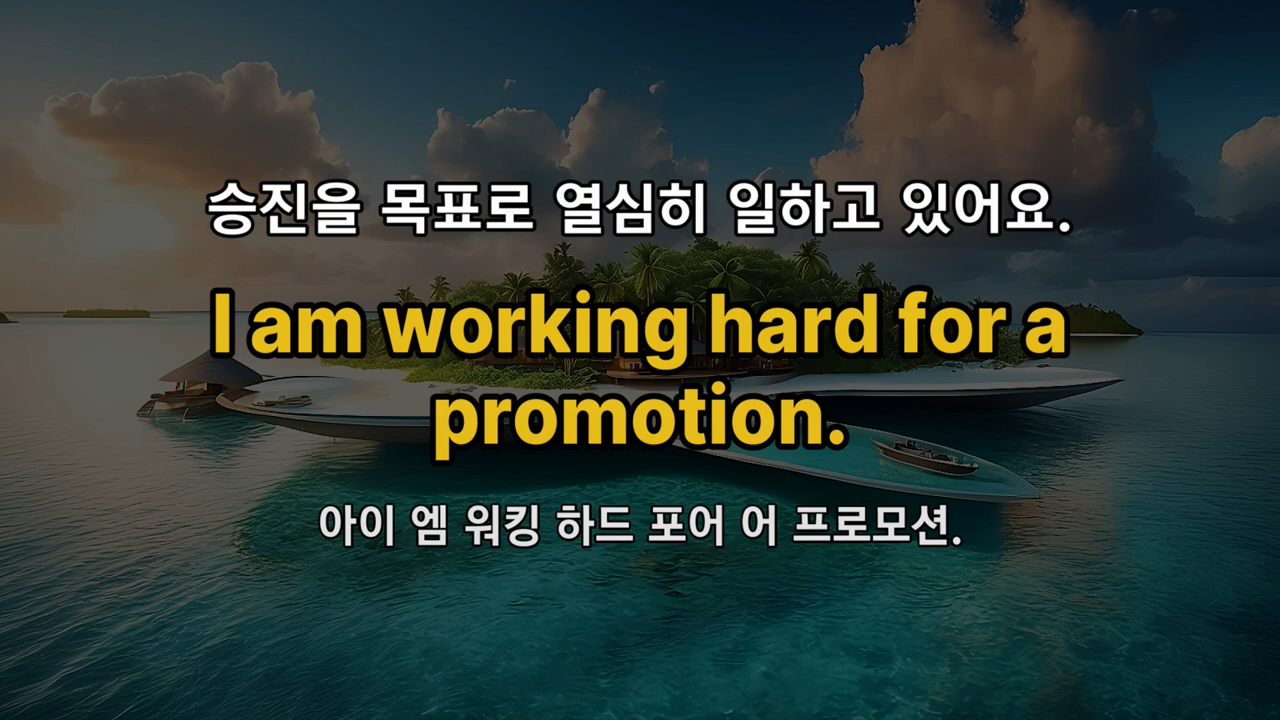 승진을 목표로 열심히 일하고 있어요.
I am working hard for a
promotion.
아이 엠 워킹 하드 포어 어 프로모션.